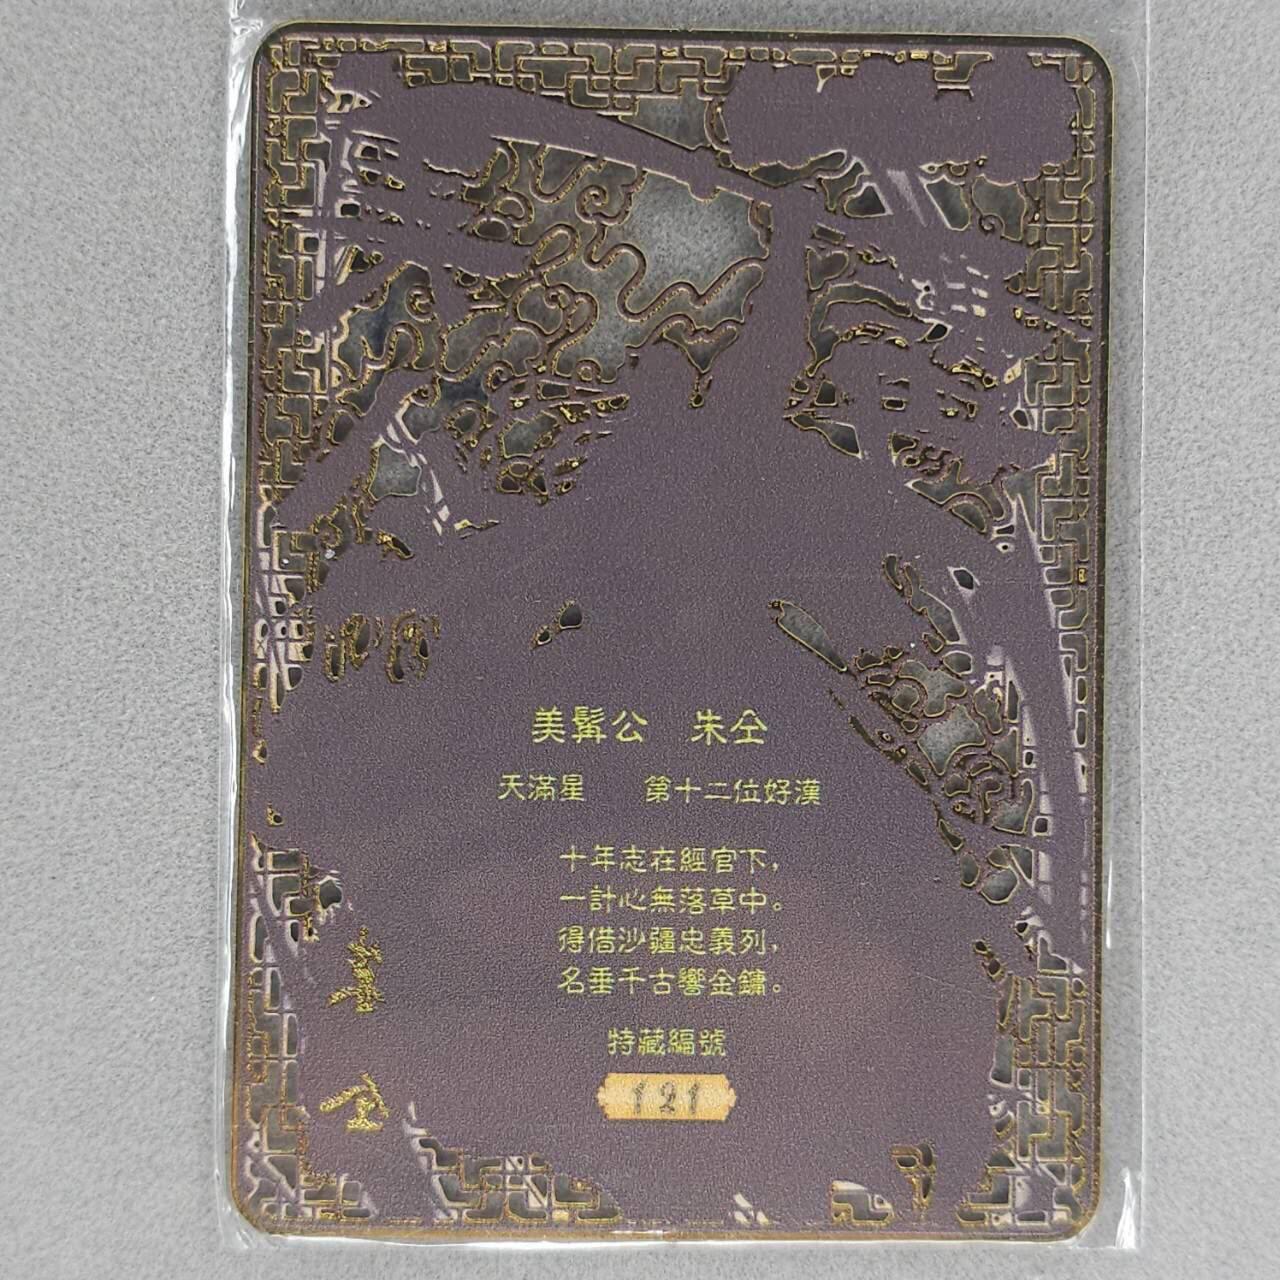 美髯公 朱仝
天滿星 第十二位好漢
十年志在經官下，
一計心無落草中。
得借沙疆忠義列，
名垂千古響金鏞。
特藏編號
121
朱
仝